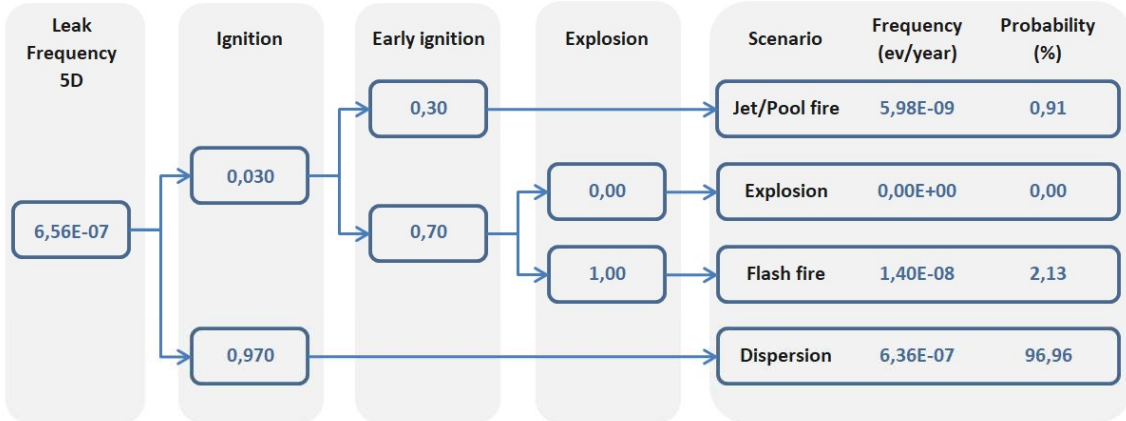 Leak
Frequency
5D
Ignition
Early ignition
Explosion
Scenario
Frequency
(ev/year)
Probability
(%)
6,56E-07
0,030
0,970
0,30
0,70
0,00
1,00
Jet/Pool fire 5,98E-09 0,91
Explosion 0,00E+00 0,00
Flash fire 1,40E-08 2,13
Dispersion 6,36E-07 96,96